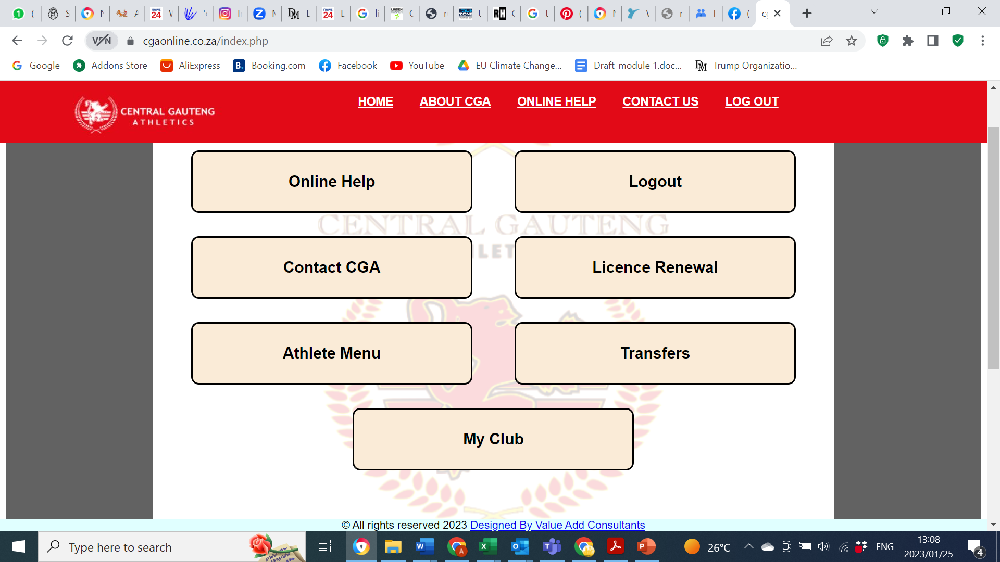 cgaonline.co.za/index.php
Google
Addons Store
AliExpress
Booking.com
Facebook
YouTube
EU Climate Change...
Draft_module 1.doc...
Trump Organizatio...
CENTRAL GAUTENG
ATHLETICS
HOME
ABOUT CGA
ONLINE HELP
CONTACT US
LOG OUT
Online Help
Logout
CENTRAL GAUTENG
Contact CGA
Licence Renewal
Athlete Menu
Transfers
My Club
© All rights reserved 2023 Designed By Value Add Consultants
Type here to search
26°C
ENG
13:08
2023/01/25
4